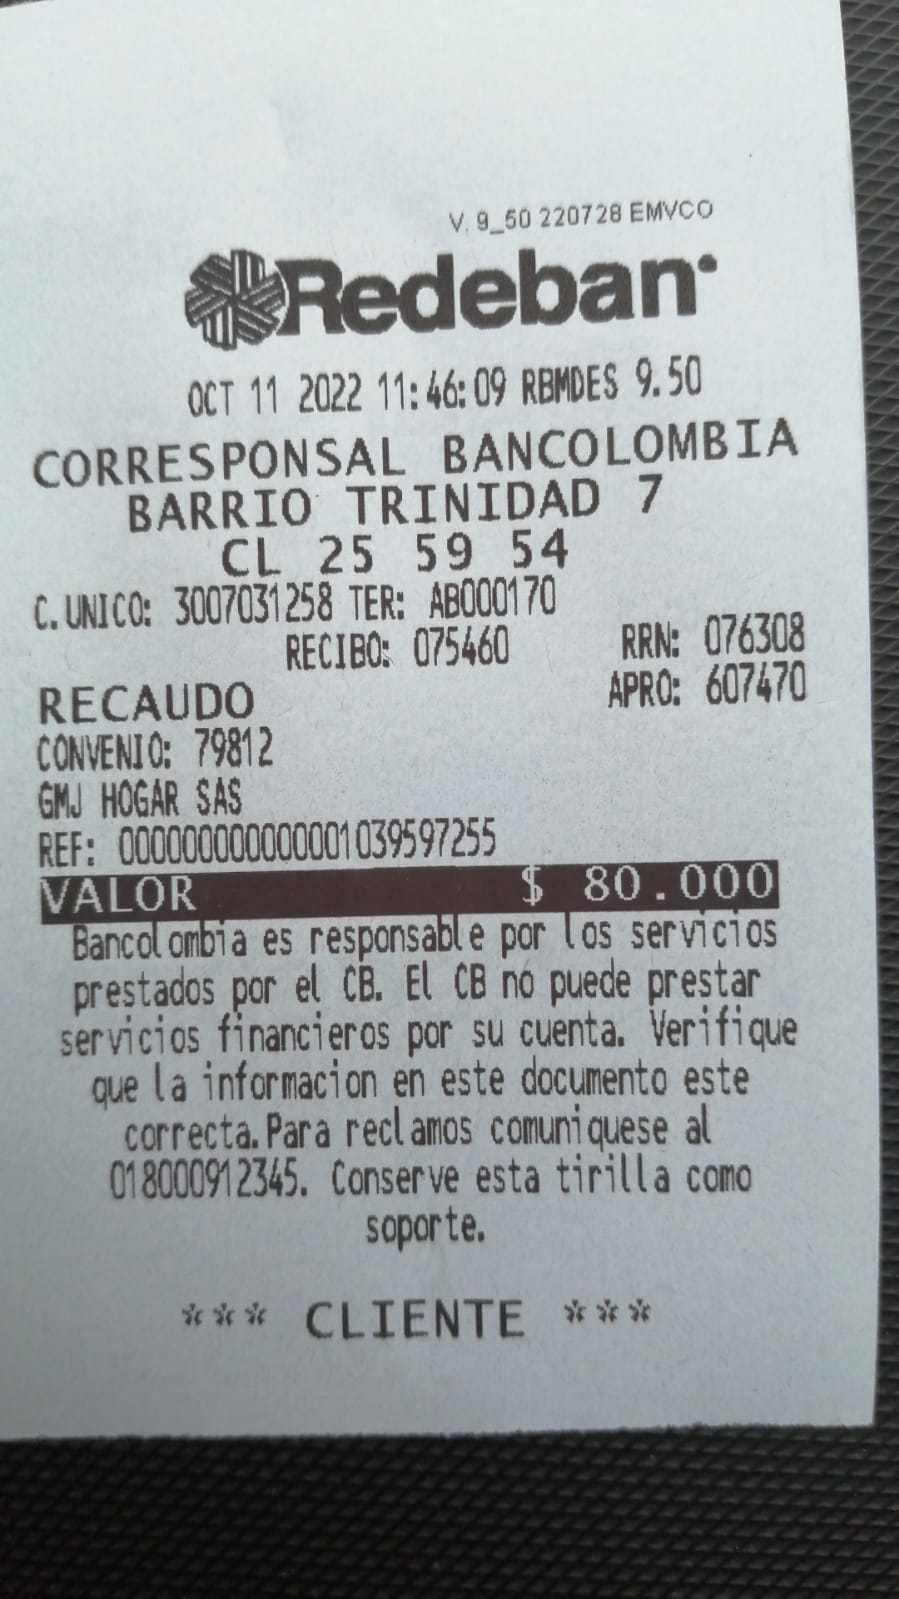 V. 9_50 220728 EMVCO
Redeban
OCT 11 2022 11:46:09 RBMDES 9.50
CORRESPONSAL BANCOLOMBIA
BARRIO TRINIDAD 7
CL 25 59 54
C.UNICO: 3007031258 TER: AB000170
RECIBO: 075460 RRN: 076308
RECAUDO APRO: 607470
CONVENIO: 79812
GMJ HOGAR SAS
REF: 000000000000001039597255
VALOR $ 80.000
Bancolombia es responsable por los servicios
prestados por el CB. El CB no puede prestar
servicios financieros por su cuenta. Verifique
que la informacion en este documento este
correcta.Para reclamos comuniquese al
018000912345. Conserve esta tirilla como
soporte.
*** CLIENTE ***